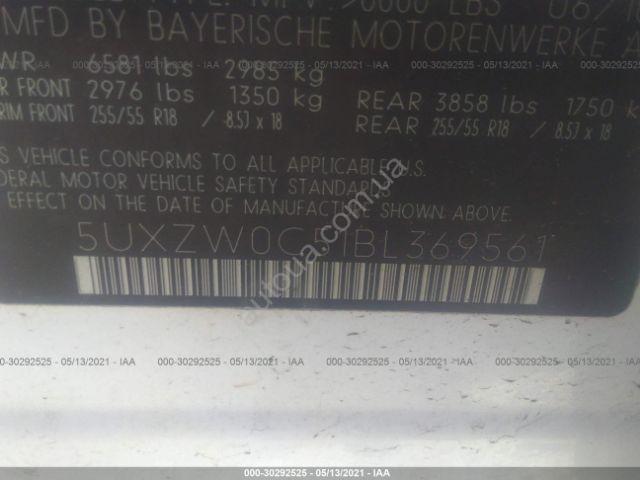 MFD BY BAYERISCHE MOTORENWERKE A
WR 6581 lbs 2985 kg
R FRONT 2976 lbs 1350 kg REAR 3858 lbs 1750 k
RIM FRONT 255/55 R18 / 8.5J x 18 REAR 255/55 R18 / 8.5J x 18
S VEHICLE CONFORMS TO ALL APPLICABLE U.S.
DERAL MOTOR VEHICLE SAFETY STANDARDS
EFFECT ON THE DATE OF MANUFACTURE SHOWN ABOVE.
5UXZW0C51BL369561
000-30292525 - 05/13/2021 - IAA
000-30292525 - 05/13/2021 - IAA
000-30292525 - 05/13/2021 - IAA
autoua.com
000-30292525 - 05/13/2021 - IAA
000-30292525 - 05/13/2021 - IAA
000-30292525 - 05/13/2021 - IAA
000-30292525 - 05/13/2021 - IAA